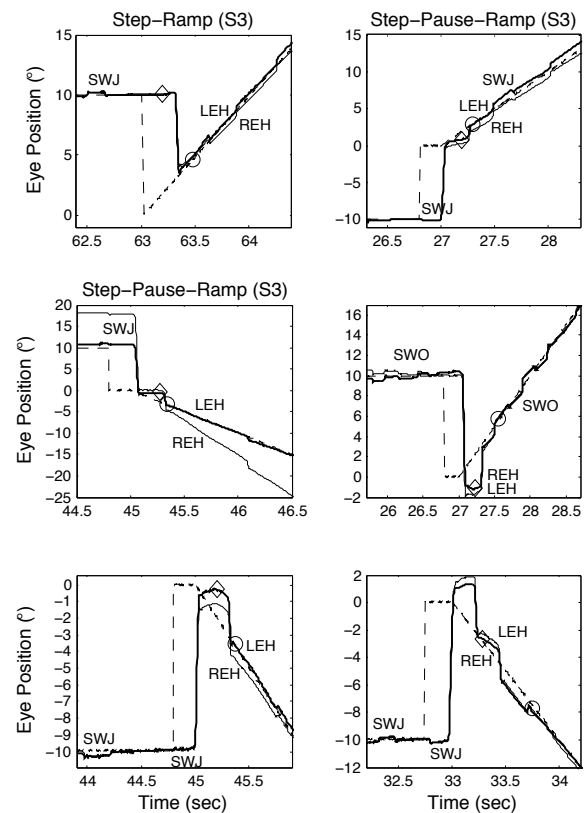 Step-Ramp (S3)
15
10
5
0
Eye Position (°)
SWJ
LEH
REH
62.5 63 63.5 64
Step-Pause-Ramp (S3)
15
10
5
0
-5
-10
SWJ
LEH
REH
SWJ
26.5 27 27.5 28
Step-Pause-Ramp (S3)
20
15
10
5
0
-5
-10
-15
-20
-25
Eye Position (°)
SWJ
LEH
REH
44.5 45 45.5 46 46.5
16
14
12
10
8
6
4
2
0
-2
SWO
SWO
REH
LEH
26 26.5 27 27.5 28 28.5
0
-1
-2
-3
-4
-5
-6
-7
-8
-9
-10
Eye Position (°)
LEH
REH
SWJ
SWJ
44 44.5 45 45.5
Time (sec)
2
0
-2
-4
-6
-8
-10
-12
LEH
REH
SWJ
SWJ
32.5 33 33.5 34
Time (sec)